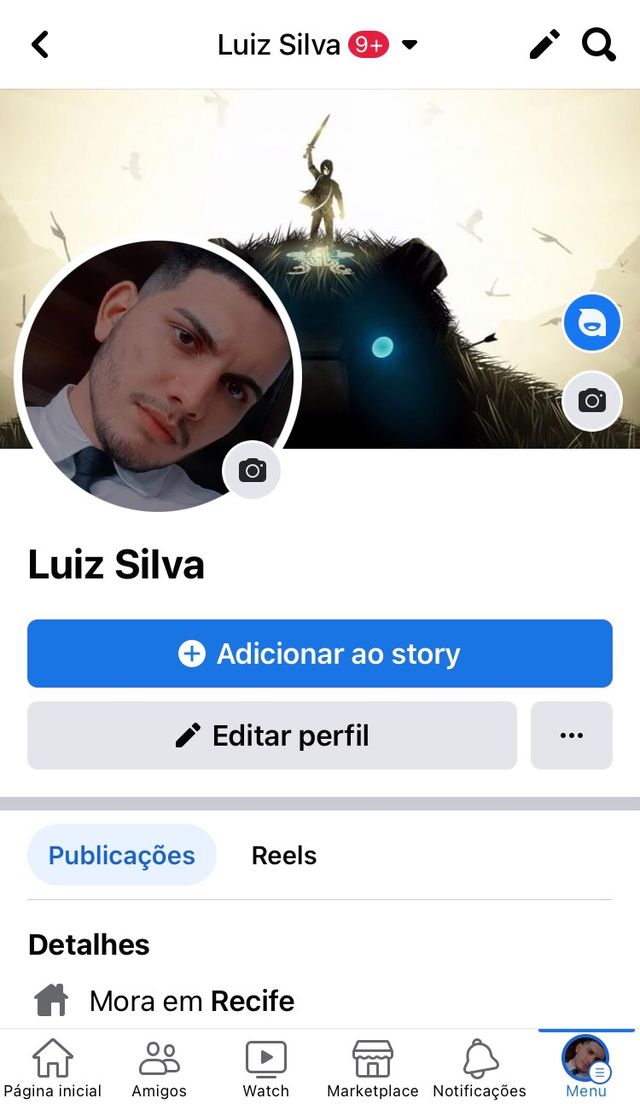 Luiz Silva 9+
Luiz Silva
Adicionar ao story
Editar perfil
Publicações Reels
Detalhes
Mora em Recife
Página inicial Amigos Watch Marketplace Notificações Menu